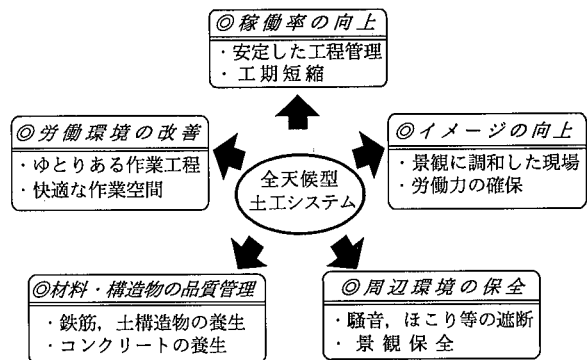 ◎稼働率の向上
・安定した工程管理
・工期短縮
◎労働環境の改善
・ゆとりある作業工程
・快適な作業空間
◎イメージの向上
・景観に調和した現場
・労働力の確保
全天候型
土工システム
◎材料・構造物の品質管理
・鉄筋，土構造物の養生
・コンクリートの養生
◎周辺環境の保全
・騒音，ほこり等の遮断
・景観保全